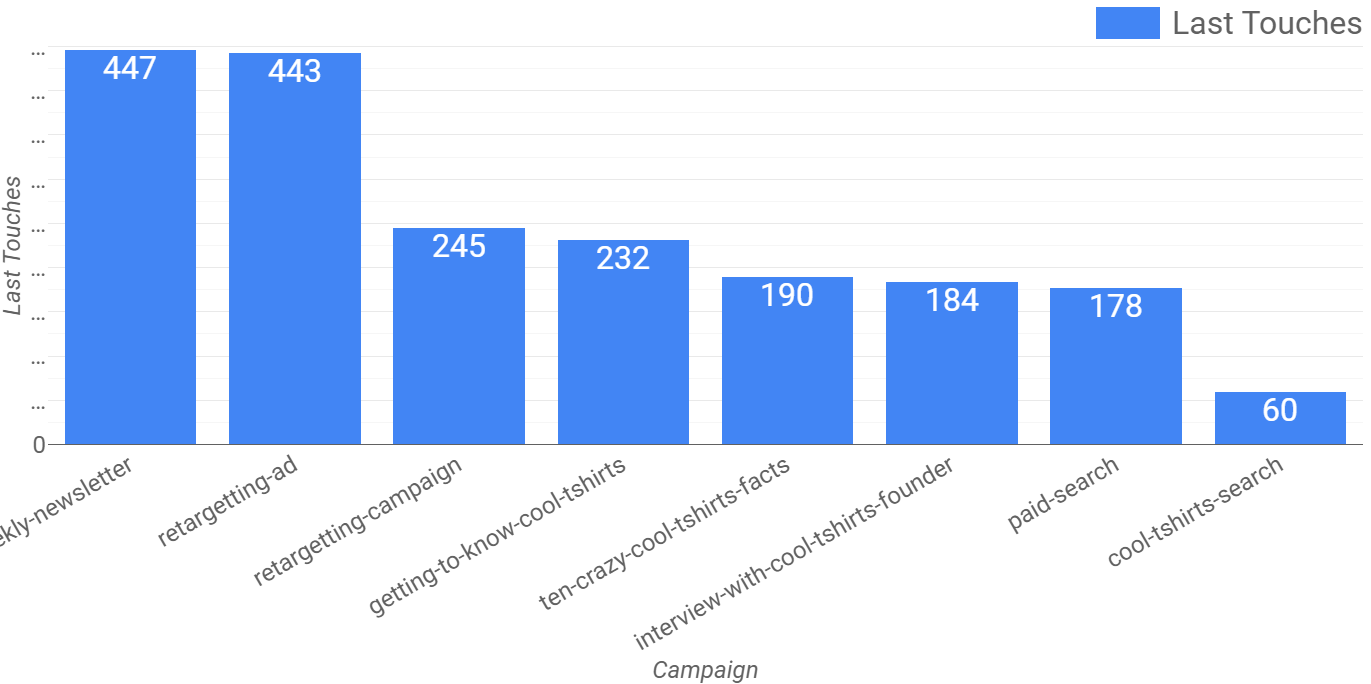 Last Touches
...
...
...
...
...
...
...
...
...
0
Last Touches
447
443
245
232
190
184
178
60
ekly-newsletter
retargetting-ad
retargetting-campaign
getting-to-know-cool-tshirts
ten-crazy-cool-tshirts-facts
interview-with-cool-tshirts-founder
paid-search
cool-tshirts-search
Campaign